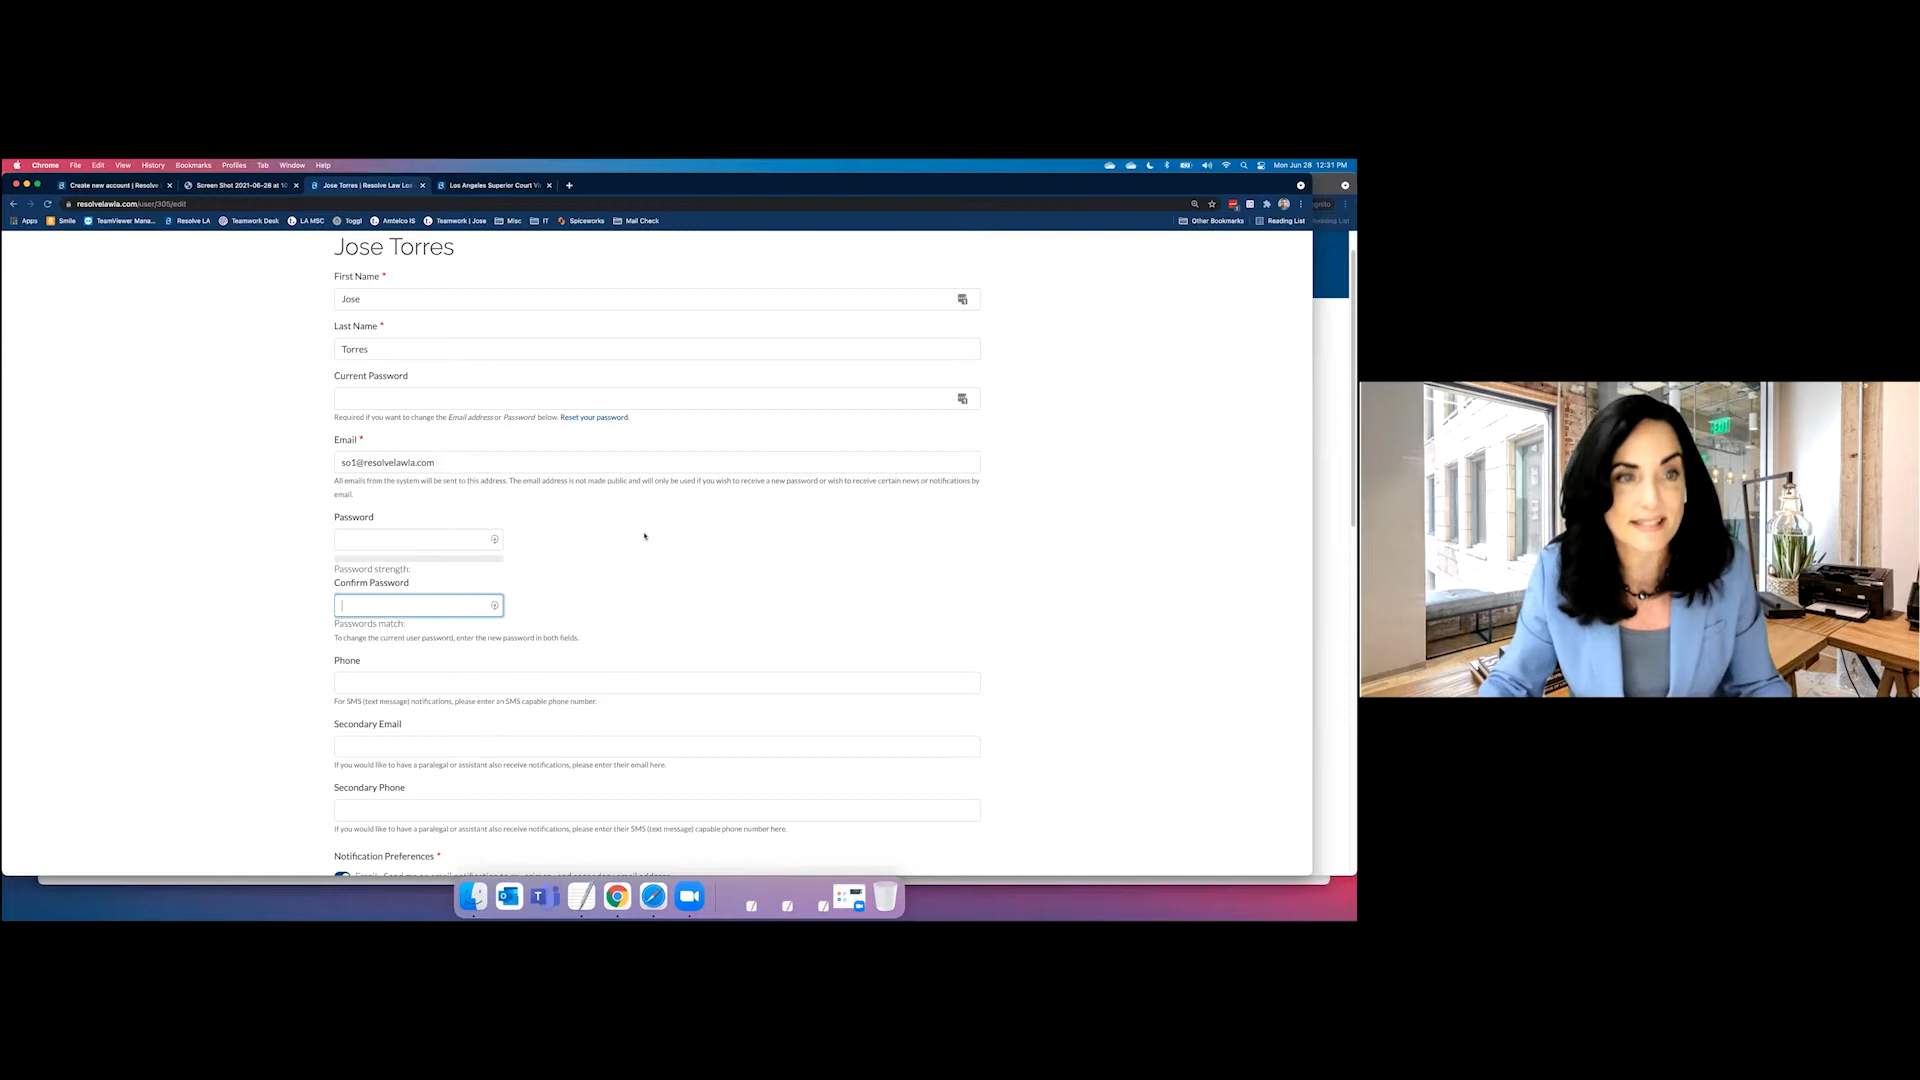 Chrome File Edit View History Bookmarks Profiles Tab Window Help Mon Jun 28 12:31 PM
Create new account | Resolve Screen Shot 2021-06-28 at 10 Jose Torres | Resolve Law Los Los Angeles Superior Court Vi
resolvelawla.com/user/305/edit
Apps Smile TeamViewer Mana... Resolve LA Teamwork Desk LA MSC Toggl Amtelco IS Teamwork | Jose Misc IT Spiceworks Mail Check Other Bookmarks Reading List
Jose Torres
First Name *
Jose
Last Name *
Torres
Current Password
Required if you want to change the Email address or Password below. Reset your password.
Email *
so1@resolvelawla.com
All emails from the system will be sent to this address. The email address is not made public and will only be used if you wish to receive a new password or wish to receive certain news or notifications by
email.
Password
Password strength:
Confirm Password
Passwords match:
To change the current user password, enter the new password in both fields.
Phone
For SMS (text message) notifications, please enter an SMS capable phone number.
Secondary Email
If you would like to have a paralegal or assistant also receive notifications, please enter their email here.
Secondary Phone
If you would like to have a paralegal or assistant also receive notifications, please enter their SMS (text message) capable phone number here.
Notification Preferences *
EXIT